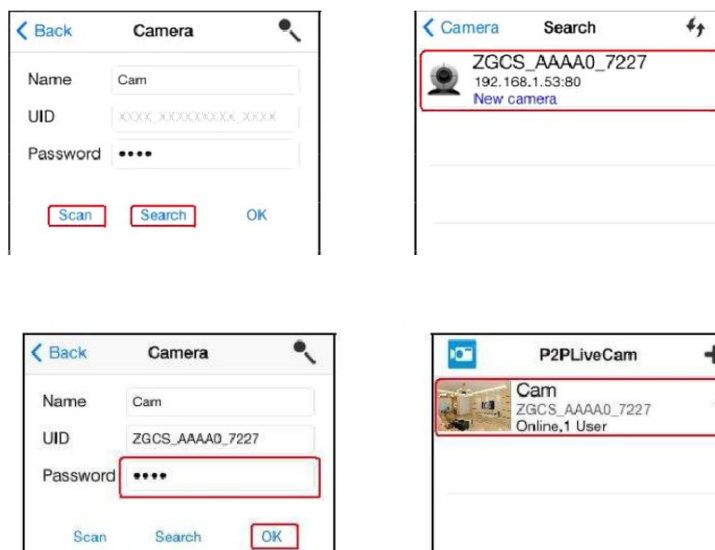 Back Camera
Name Cam
UID XXXX_XXXXXXXXX_XXXX
Password ••••
Scan Search OK
Camera Search
ZGCS_AAAA0_7227
192.168.1.53:80
New camera
Back Camera
Name Cam
UID ZGCS_AAAA0_7227
Password ••••
Scan Search OK
P2PLiveCam
Cam
ZGCS_AAAA0_7227
Online,1 User